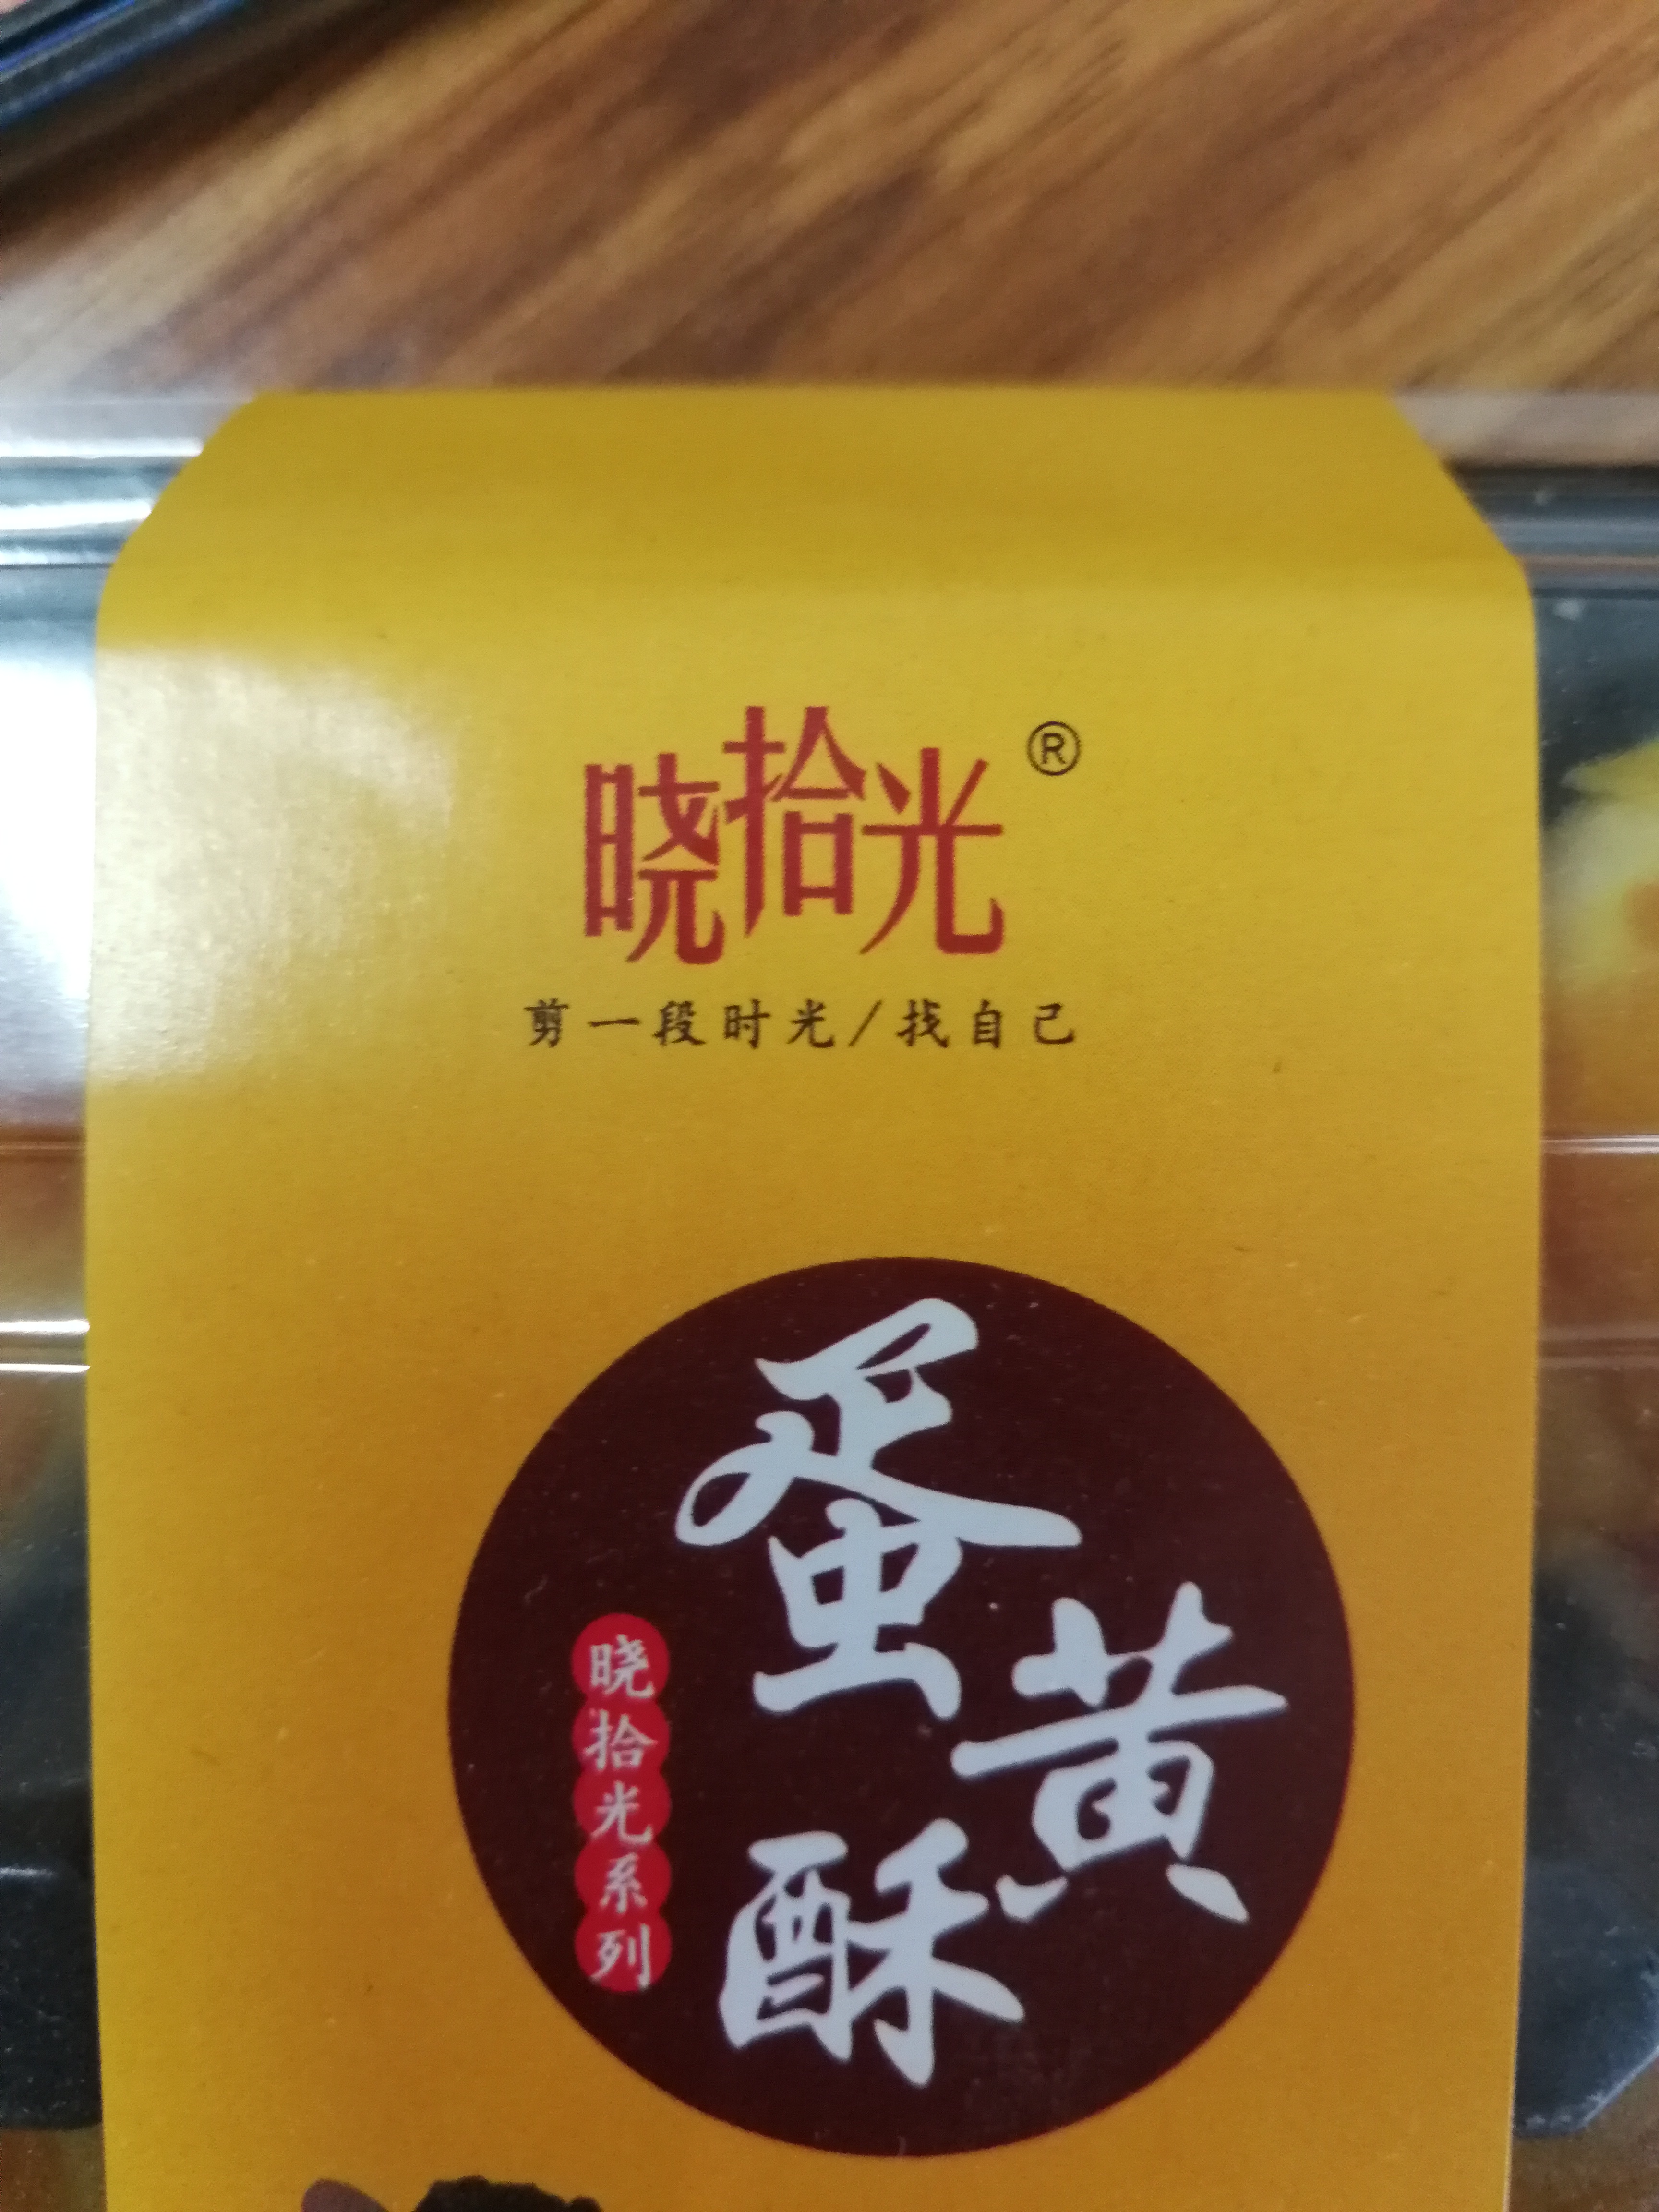 晓拾光®
剪一段时光/找自己
蛋黄酥
晓拾光系列